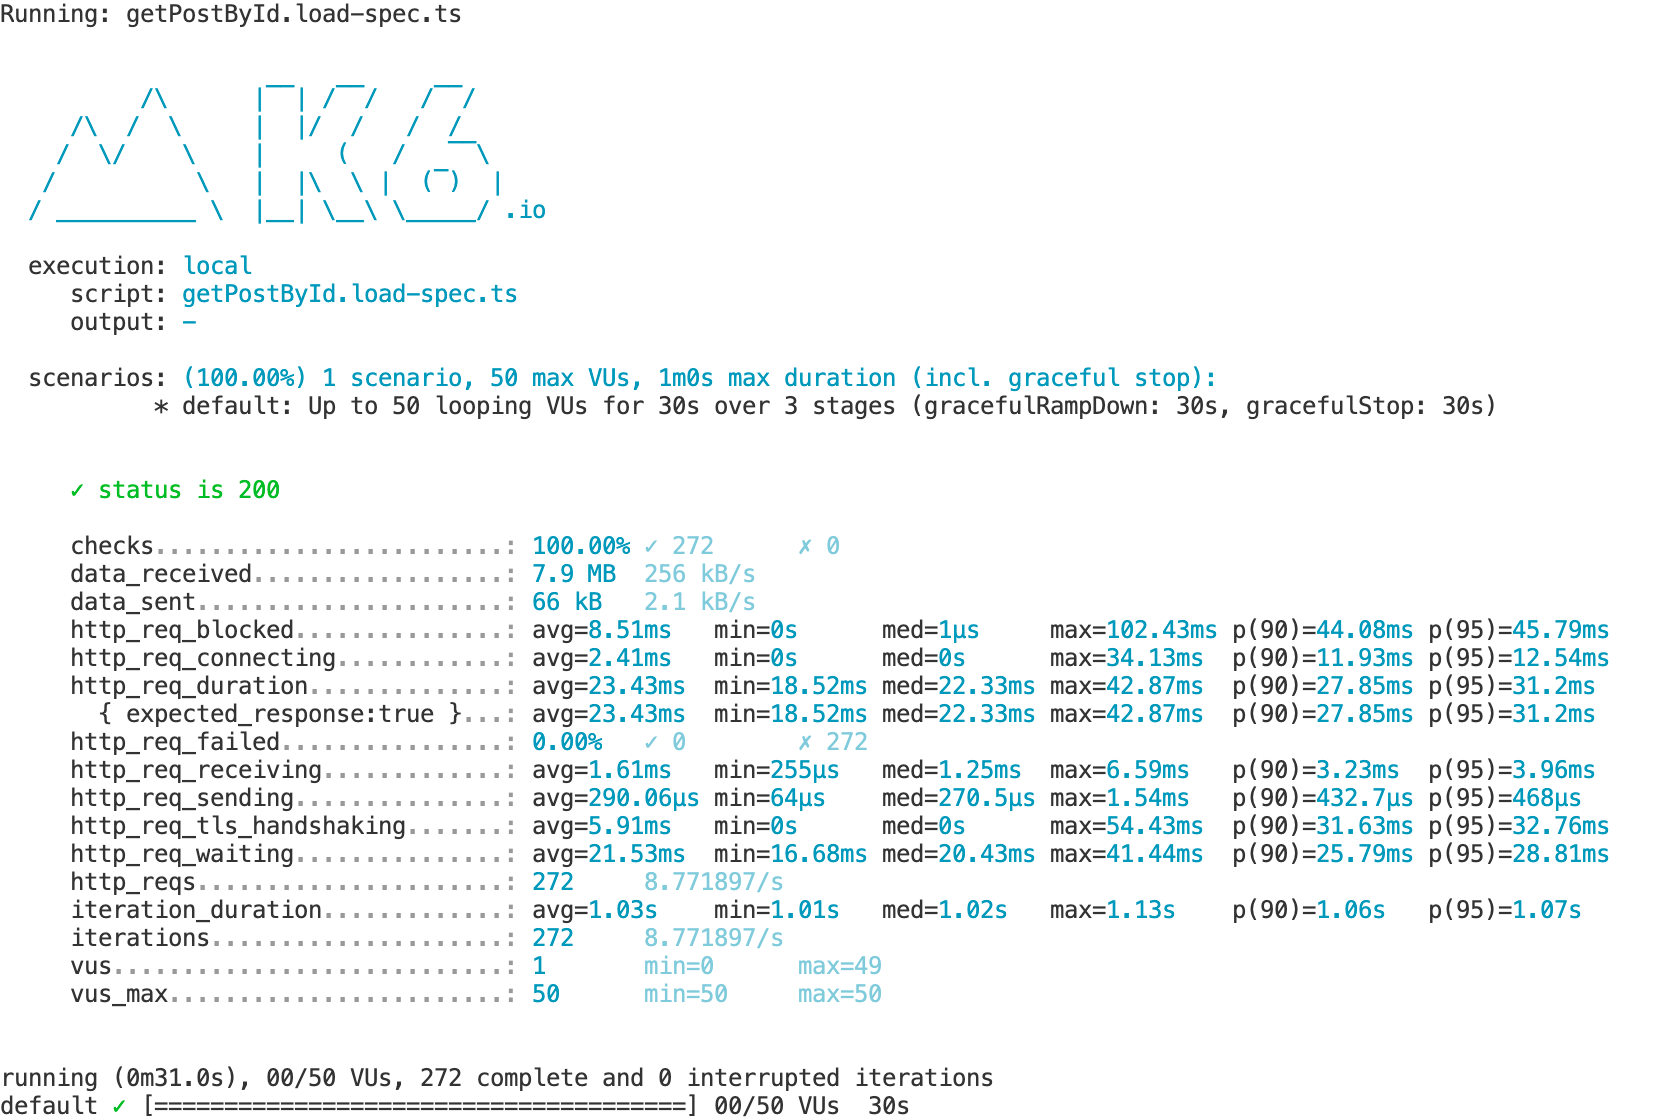 Running: getPostById.load-spec.ts
          /\      |‾‾| /‾‾/   /‾‾/
     /\  /  \     |  |/  /   /  /
    /  \/    \    |     (   /   ‾‾\
   /          \   |  |\  \ |  (‾)  |
  / __________ \  |__| \__\ \_____/ .io
execution: local
script: getPostById.load-spec.ts
output: -
scenarios: (100.00%) 1 scenario, 50 max VUs, 1m0s max duration (incl. graceful stop):
* default: Up to 50 looping VUs for 30s over 3 stages (gracefulRampDown: 30s, gracefulStop: 30s)
✓ status is 200
checks.........................: 100.00% ✓ 272 ✗ 0
data_received..................: 7.9 MB 256 kB/s
data_sent......................: 66 kB 2.1 kB/s
http_req_blocked...............: avg=8.51ms min=0s med=1µs max=102.43ms p(90)=44.08ms p(95)=45.79ms
http_req_connecting............: avg=2.41ms min=0s med=0s max=34.13ms p(90)=11.93ms p(95)=12.54ms
http_req_duration..............: avg=23.43ms min=18.52ms med=22.33ms max=42.87ms p(90)=27.85ms p(95)=31.2ms
{ expected_response:true }...: avg=23.43ms min=18.52ms med=22.33ms max=42.87ms p(90)=27.85ms p(95)=31.2ms
http_req_failed................: 0.00% ✓ 0 ✗ 272
http_req_receiving.............: avg=1.61ms min=255µs med=1.25ms max=6.59ms p(90)=3.23ms p(95)=3.96ms
http_req_sending...............: avg=290.06µs min=64µs med=270.5µs max=1.54ms p(90)=432.7µs p(95)=468µs
http_req_tls_handshaking.......: avg=5.91ms min=0s med=0s max=54.43ms p(90)=31.63ms p(95)=32.76ms
http_req_waiting...............: avg=21.53ms min=16.68ms med=20.43ms max=41.44ms p(90)=25.79ms p(95)=28.81ms
http_reqs......................: 272 8.771897/s
iteration_duration.............: avg=1.03s min=1.01s med=1.02s max=1.13s p(90)=1.06s p(95)=1.07s
iterations.....................: 272 8.771897/s
vus............................: 1 min=0 max=49
vus_max........................: 50 min=50 max=50
running (0m31.0s), 00/50 VUs, 272 complete and 0 interrupted iterations
default ✓ [======================================] 00/50 VUs 30s